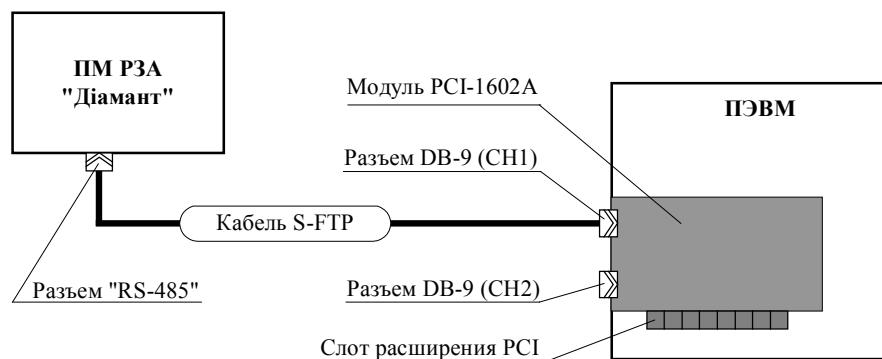 ПМ РЗА
"Діамант"
Модуль PCI-1602A
ПЭВМ
Разъем DB-9 (CH1)
Кабель S-FTP
Разъем "RS-485"
Разъем DB-9 (CH2)
Слот расширения PCI